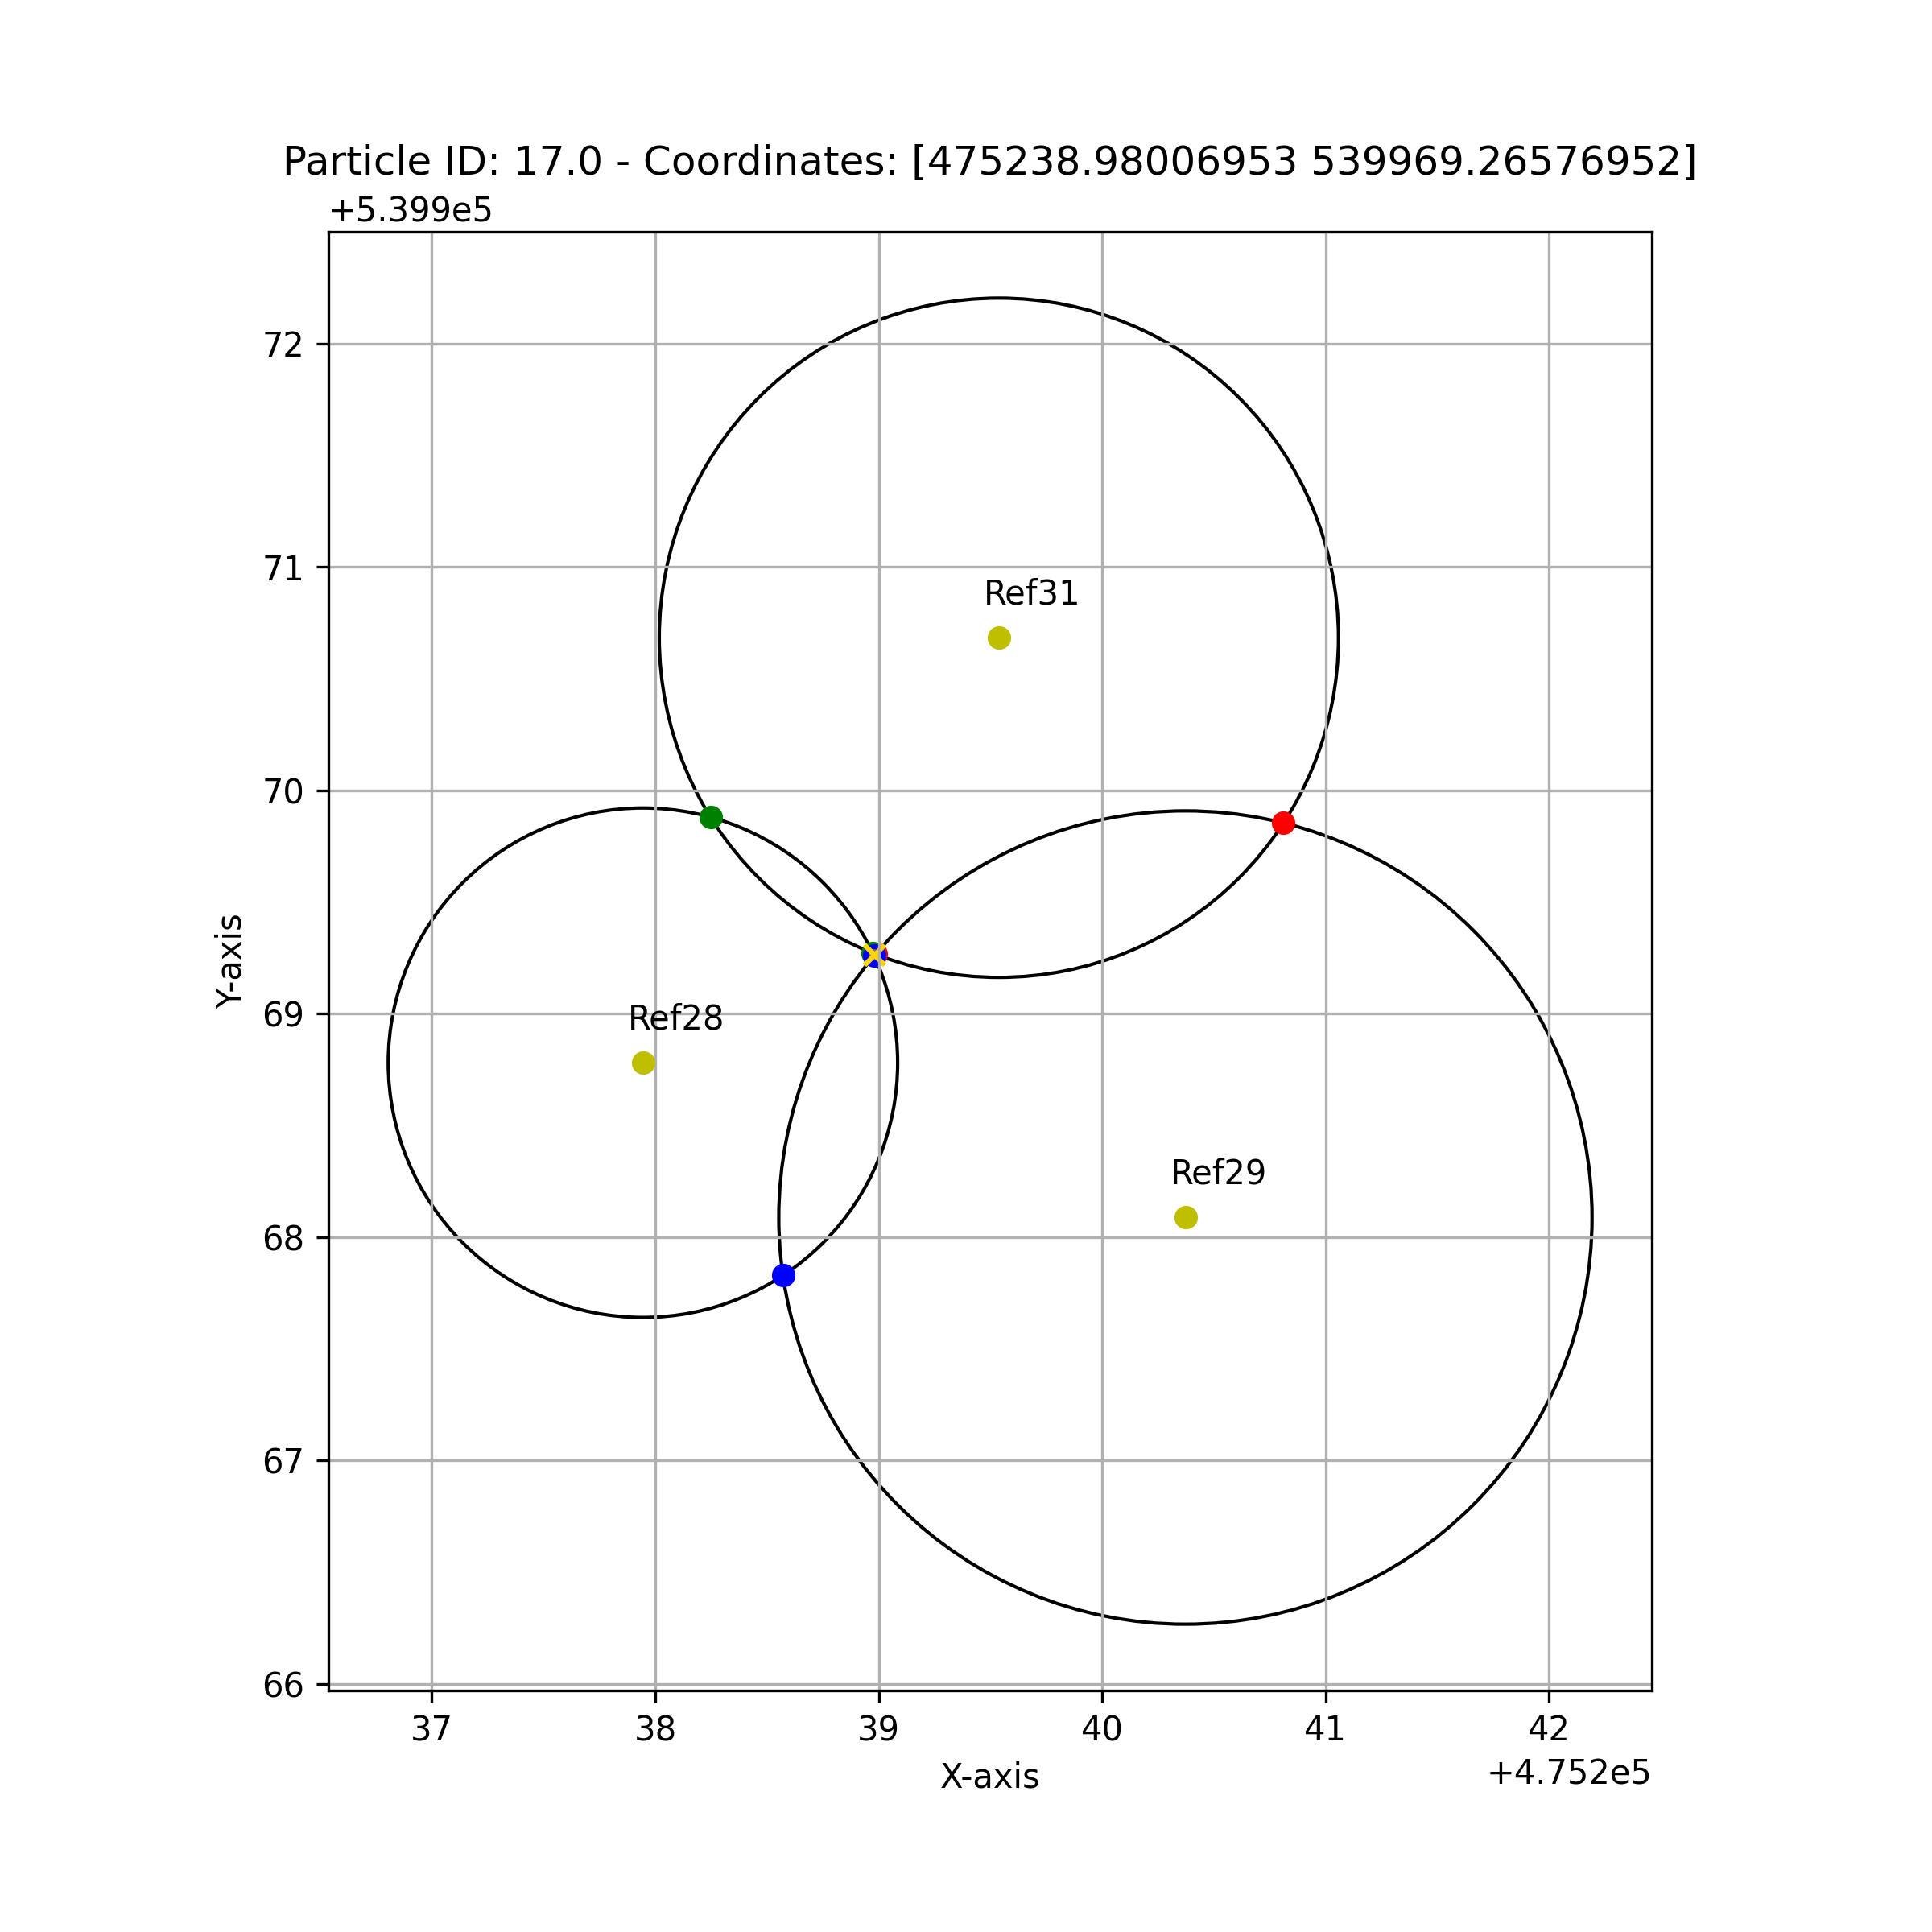 Particle ID: 17.0 - Coordinates: [475238.98006953 539969.26576952]
+5.399e5
72
71
Ref31
70
Y-axis
69
Ref28
Ref29
68
67
66
37 38 39 40 41 42
X-axis
+4.752e5